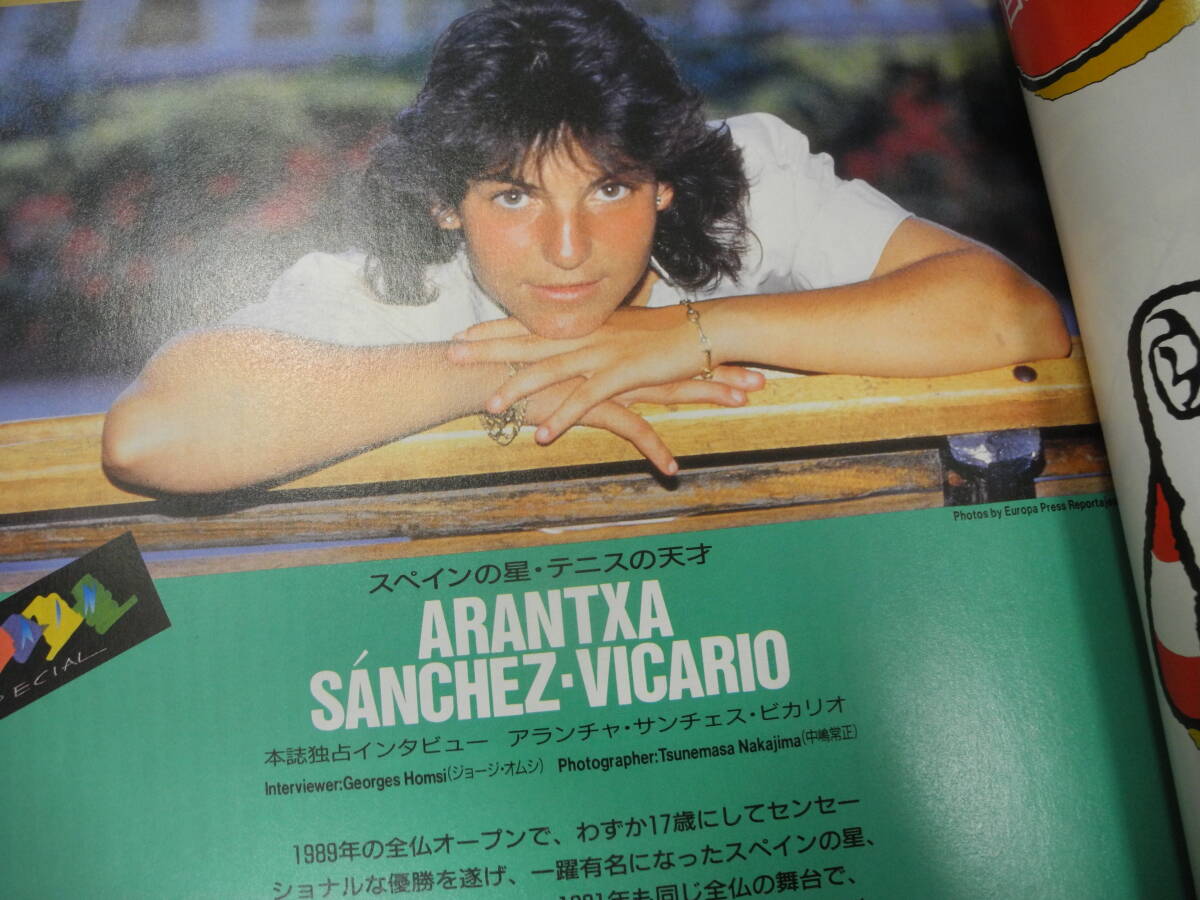 Photos by Europa Press
スペインの星・テニスの天才
ARANTXA
SÁNCHEZ・VICARIO
本誌独占インタビュー アランチャ・サンチェス・ビカリオ
Interviewer:Georges Homsi(ジョージ・オムシ) Photographer:Tsunemasa Nakajima(中嶋常正)
1989年の全仏オープンで、わずか17歳にしてセンセー
ショナルな優勝を遂げ、一躍有名になったスペインの星、
1991年も同じ全仏の舞台で、